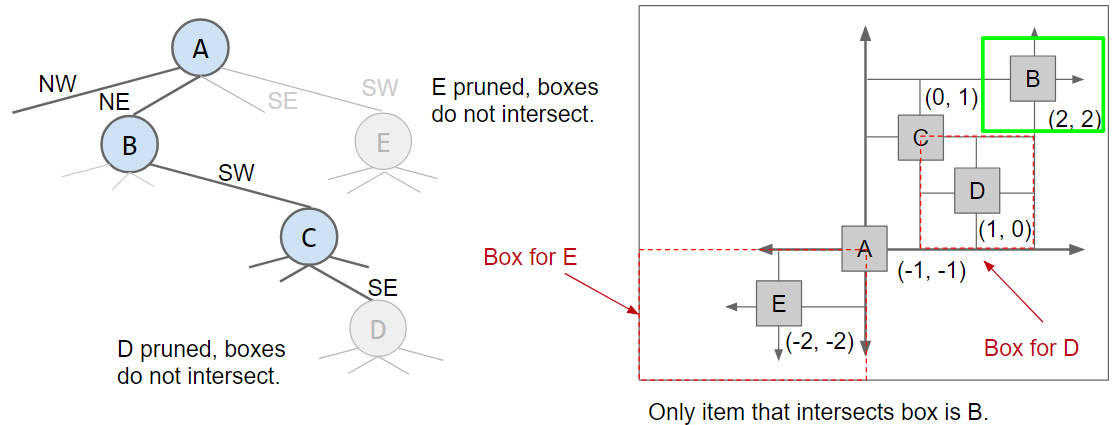 A
NW
NE
SE
SW
E pruned, boxes
do not intersect.
B
E
SW
C
SE
D
D pruned, boxes
do not intersect.
B
(0, 1)
(2, 2)
C
D
(1, 0)
A
(-1, -1)
Box for E
E
(-2, -2)
Box for D
Only item that intersects box is B.